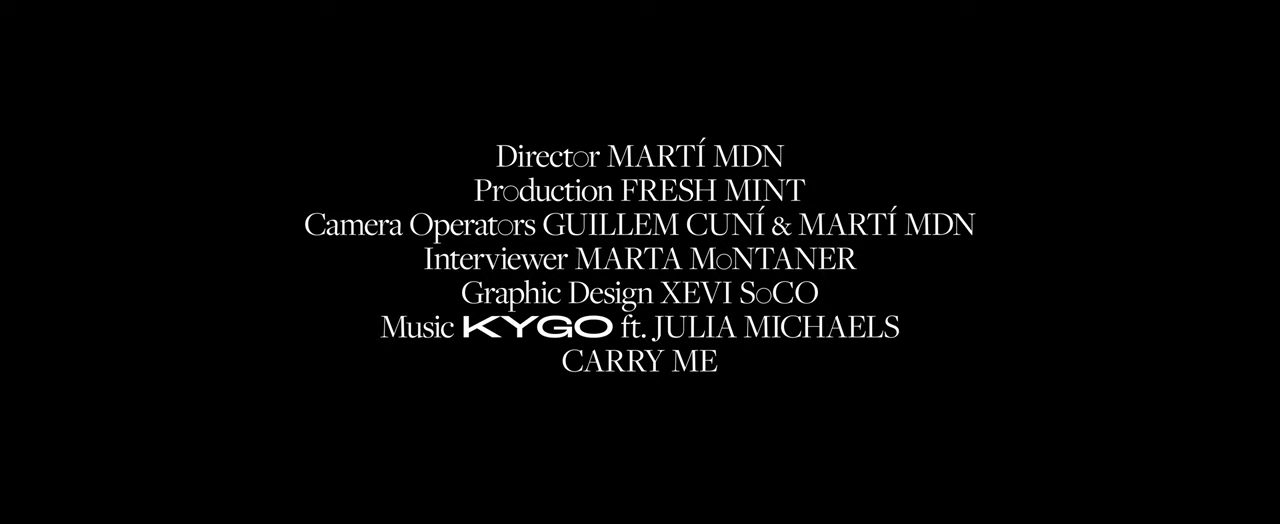 Director MARTÍ MDN
Production FRESH MINT
Camera Operators GUILLEM CUNÍ & MARTÍ MDN
Interviewer MARTA MoNTANER
Graphic Design XEVI SoCO
Music KYGO ft. JULIA MICHAELS
CARRY ME